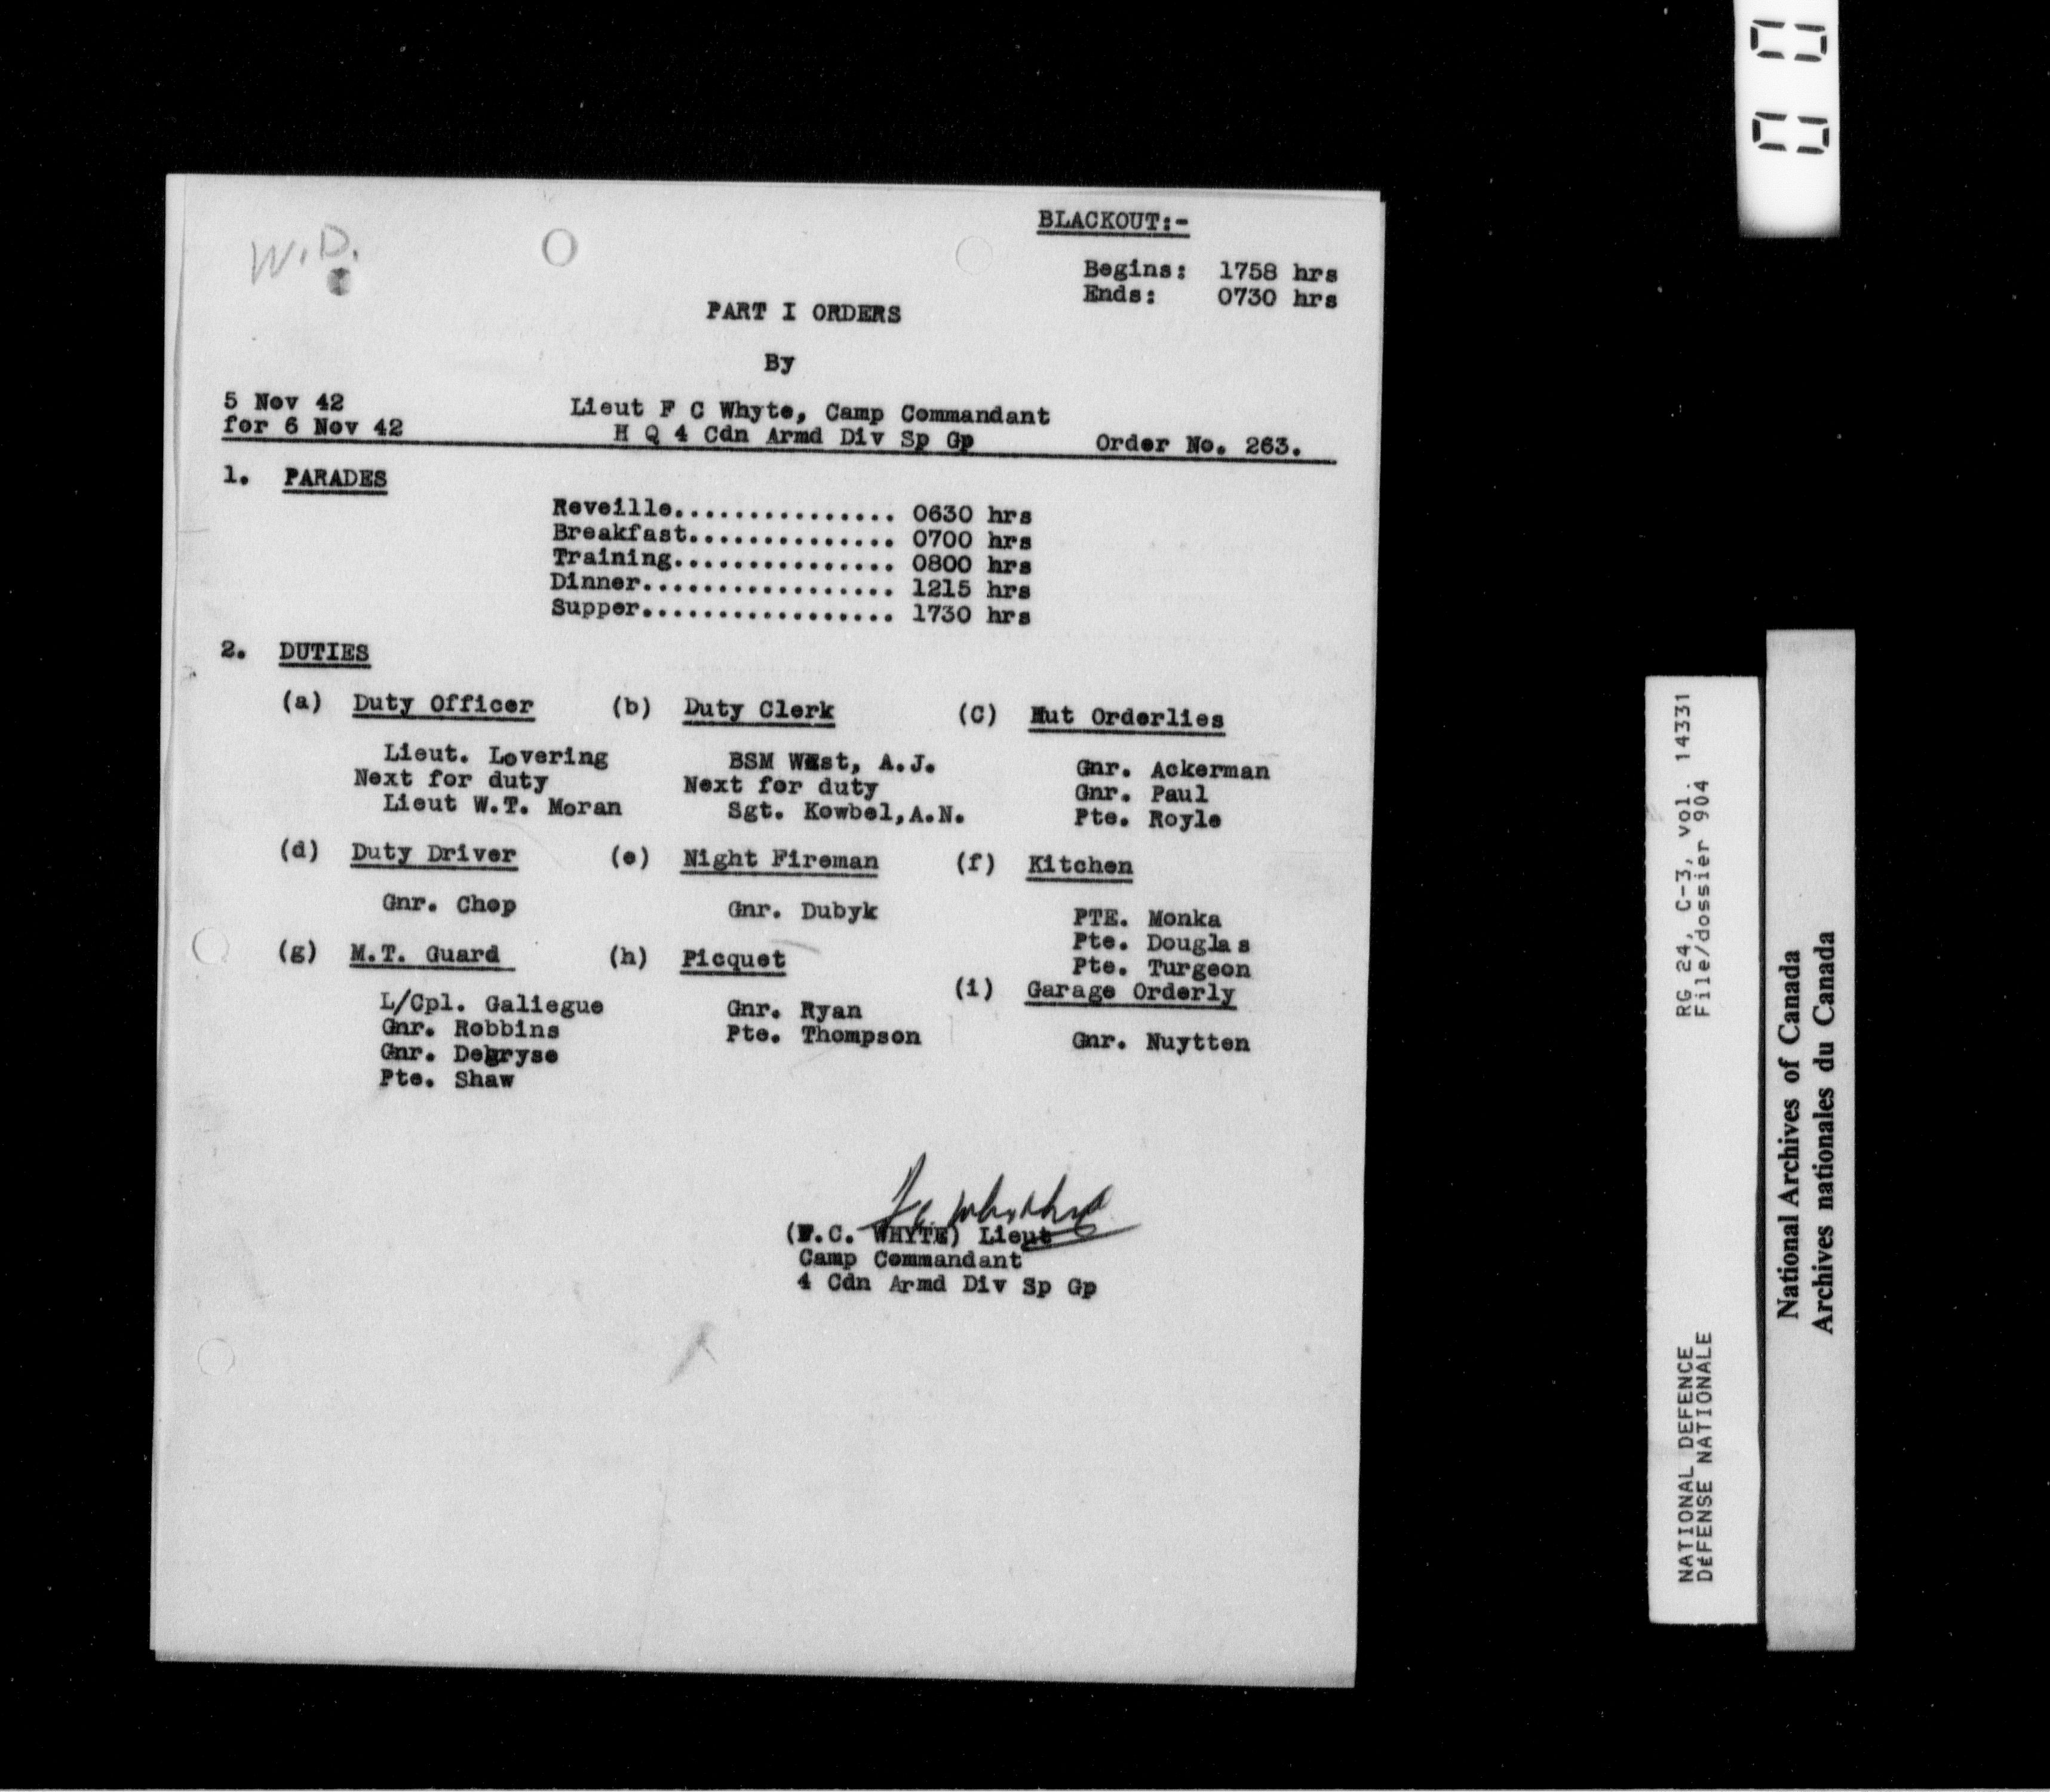 W.D.
BLACKOUT:-
Begins: 1758 hrs
Ends: 0730 hrs
PART I ORDERS
By
5 Nov 42
for 6 Nov 42
Lieut F C Whyte, Camp Commandant
H Q 4 Cdn Armd Div Sp Gp
Order No. 263.
1. PARADES
Reveille............... 0630 hrs
Breakfast.............. 0700 hrs
Training............... 0800 hrs
Dinner................. 1215 hrs
Supper................. 1730 hrs
2. DUTIES
(a) Duty Officer (b) Duty Clerk (C) Hut Orderlies
Lieut. Lovering BSM West, A.J. Gnr. Ackerman
Next for duty Next for duty Gnr. Paul
Lieut W.T. Moran Sgt. Kowbel,A.N. Pte. Royle
(d) Duty Driver (e) Night Fireman (f) Kitchen
Gnr. Chop Gnr. Dubyk PTE. Monka
Pte. Douglas
Pte. Turgeon
(g) M.T. Guard (h) Picquet (i) Garage Orderly
L/Cpl. Galiegue Gnr. Ryan Gnr. Nuytten
Gnr. Robbins Pte. Thompson
Gnr. Degryse
Pte. Shaw
(F.C. WHYTE) Lieut
Camp Commandant
4 Cdn Armd Div Sp Gp
RG 24, C-3, vol. 14331
File/dossier 904
NATIONAL DEFENCE
DÉFENSE NATIONALE
National Archives of Canada
Archives nationales du Canada